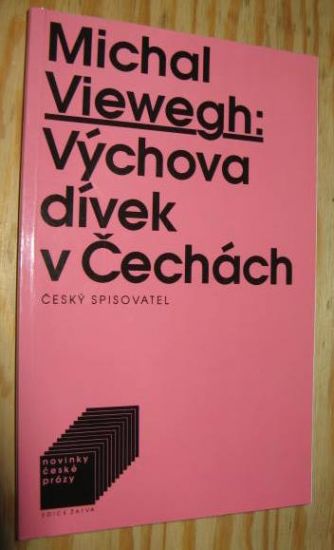 Michal
Viewegh:
Výchova
dívek
v Čechách
ČESKÝ SPISOVATEL
novinky
české
prózy
EDICE ŽATVA